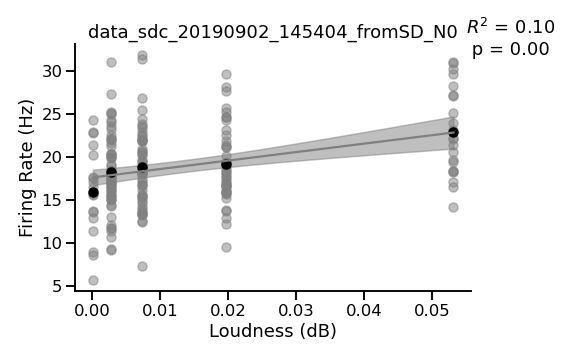 data_sdc_20190902_145404_fromSD_N0
R² = 0.10
p = 0.00
Firing Rate (Hz)
30
25
20
15
10
5
0.00 0.01 0.02 0.03 0.04 0.05
Loudness (dB)